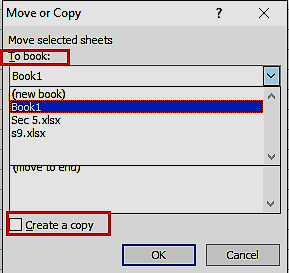 Move or Copy
Move selected sheets
To book:
Book1
(new book)
Book1
Sec 5.xlsx
s9.xlsx
(move to end)
Create a copy
OK
Cancel